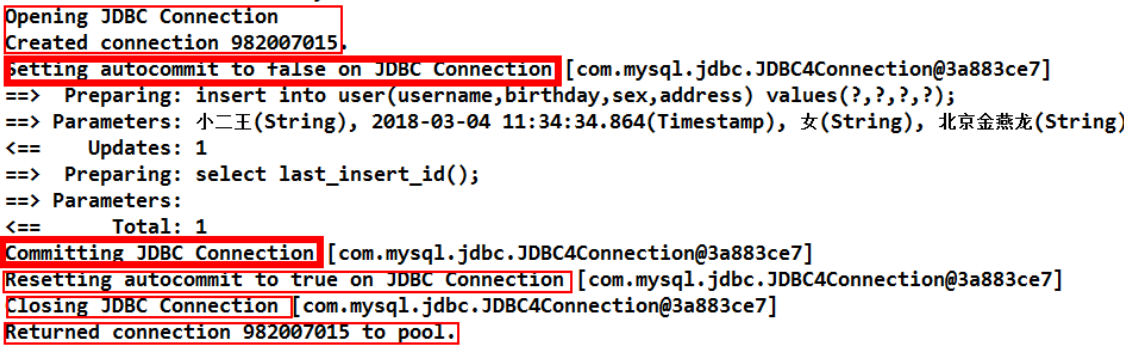 Opening JDBC Connection
Created connection 982007015.
Setting autocommit to false on JDBC Connection [com.mysql.jdbc.JDBC4Connection@3a883ce7]
==>  Preparing: insert into user(username,birthday,sex,address) values(?,?,?,?);
==> Parameters: 小二王(String), 2018-03-04 11:34:34.864(Timestamp), 女(String), 北京金燕龙(String)
<==    Updates: 1
==>  Preparing: select last_insert_id();
==> Parameters:
<==      Total: 1
Committing JDBC Connection [com.mysql.jdbc.JDBC4Connection@3a883ce7]
Resetting autocommit to true on JDBC Connection [com.mysql.jdbc.JDBC4Connection@3a883ce7]
Closing JDBC Connection [com.mysql.jdbc.JDBC4Connection@3a883ce7]
Returned connection 982007015 to pool.